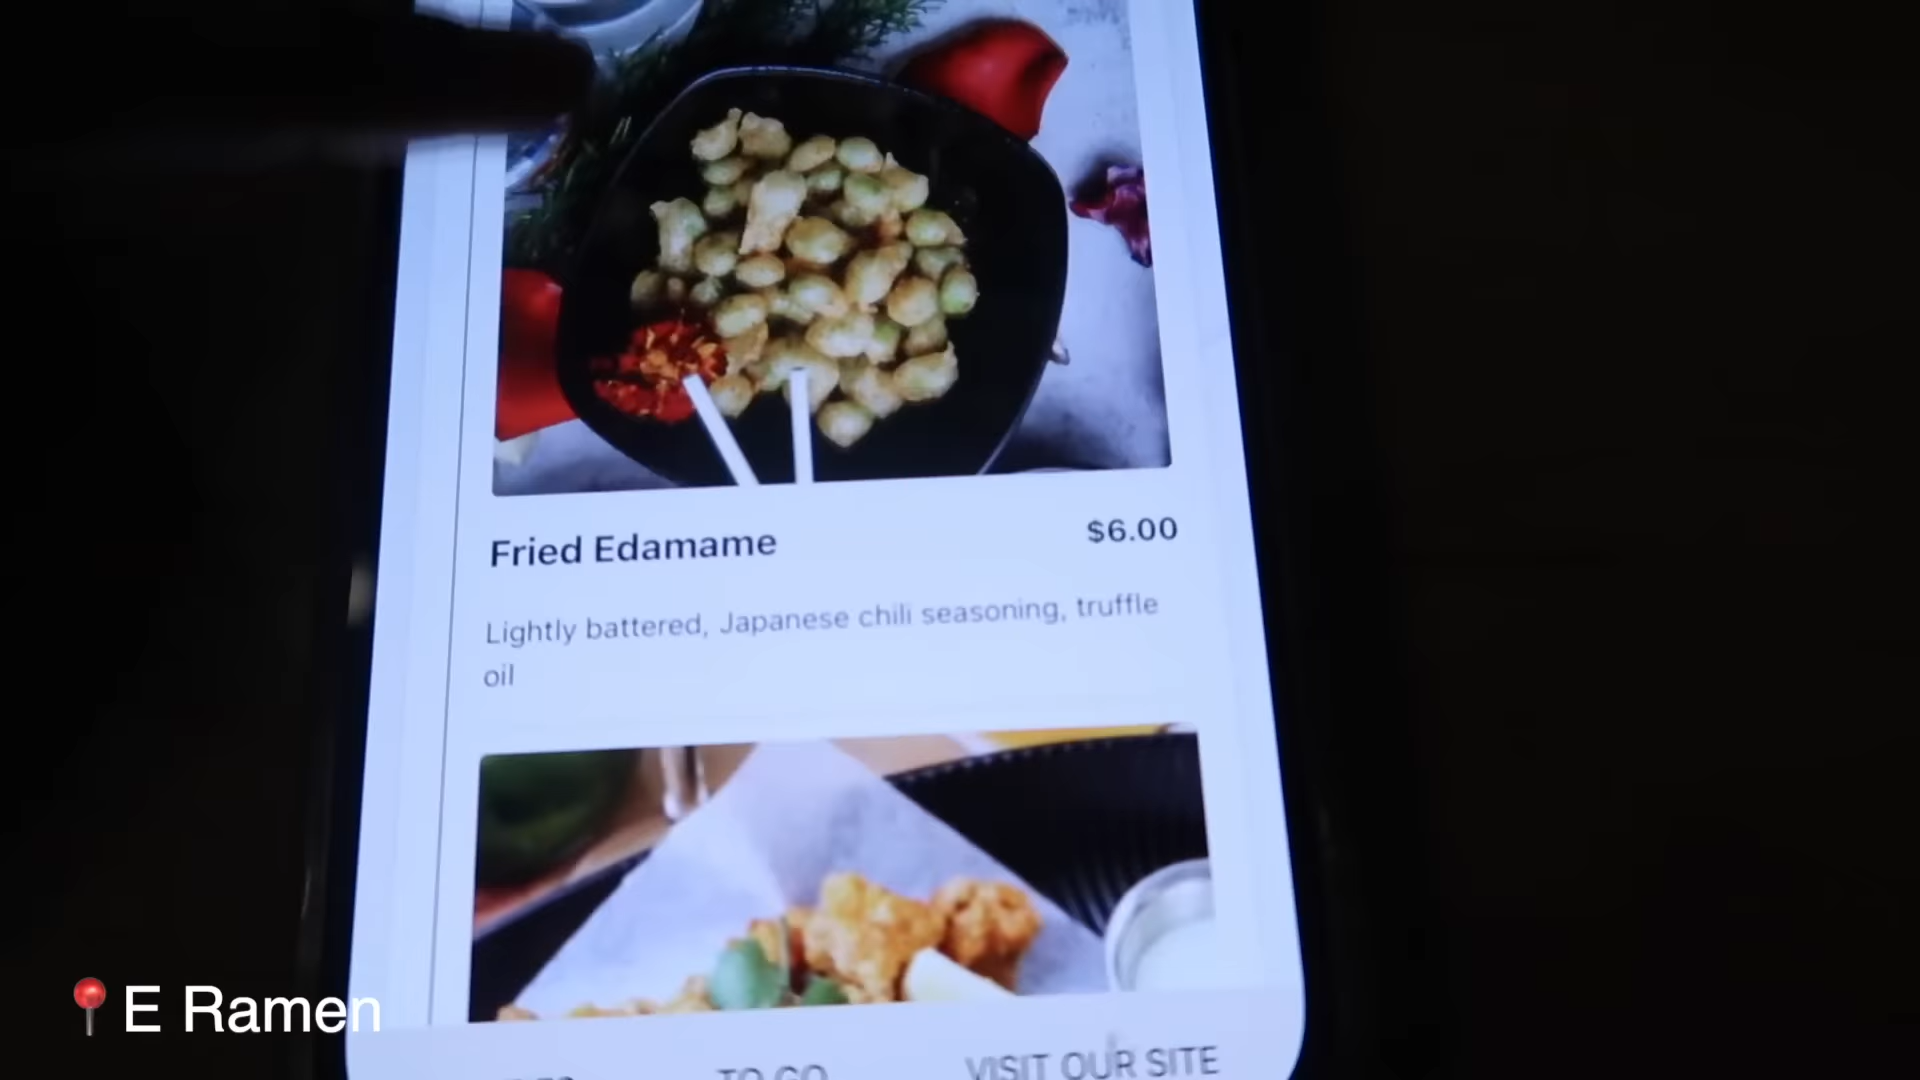 Fried Edamame
$6.00
Lightly battered, Japanese chili seasoning, truffle
oil
E Ramen
TO GO
VISIT OUR SITE